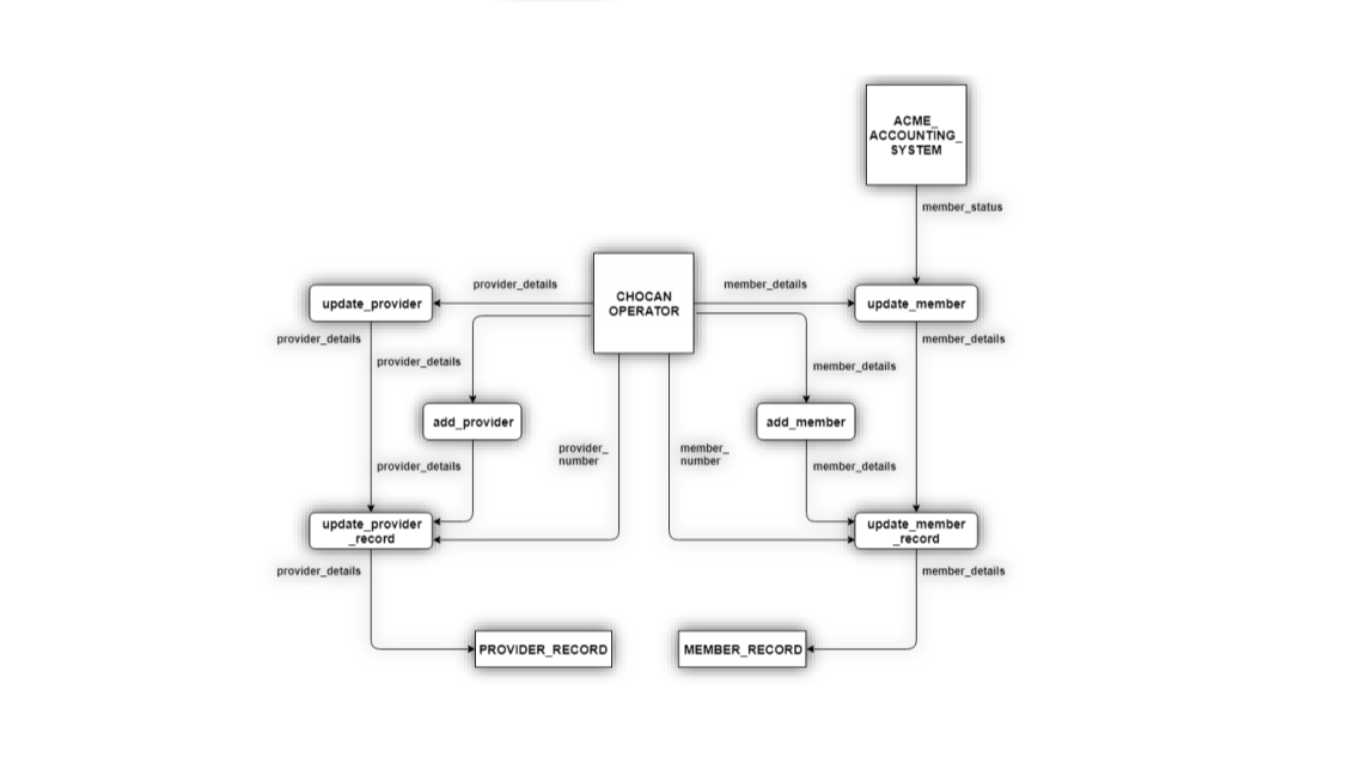 ACME_
ACCOUNTING_
SYSTEM
member_status
provider_details
CHOCAN
OPERATOR
member_details
update_provider
update_member
provider_details
member_details
provider_details
member_details
add_provider
add_member
provider_
number
member_
number
provider_details
member_details
update_provider
_record
update_member
_record
provider_details
member_details
PROVIDER_RECORD
MEMBER_RECORD